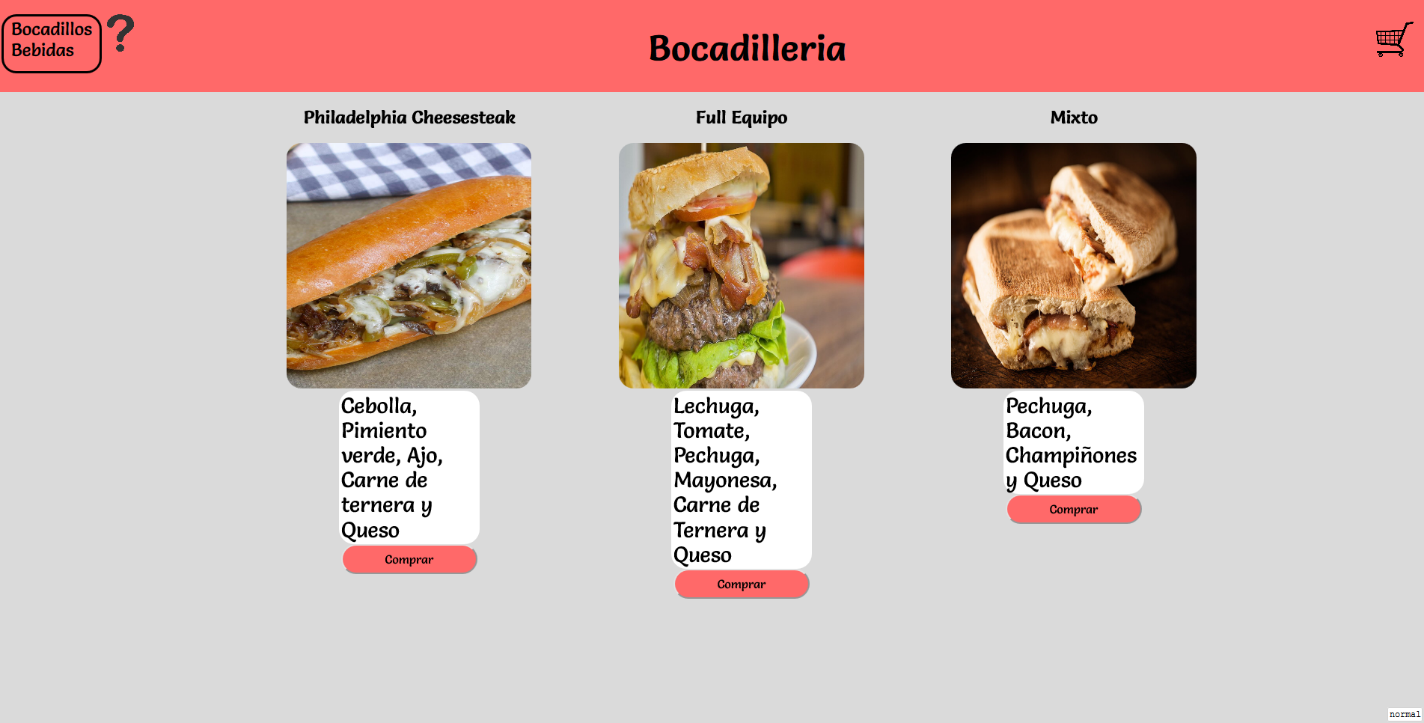 Bocadillos
Bebidas
?
Bocadilleria
Philadelphia Cheesesteak
Full Equipo
Mixto
Cebolla,
Pimiento
verde, Ajo,
Carne de
ternera y
Queso
Comprar
Lechuga,
Tomate,
Pechuga,
Mayonesa,
Carne de
Ternera y
Queso
Comprar
Pechuga,
Bacon,
Champiñones
y Queso
Comprar
normal